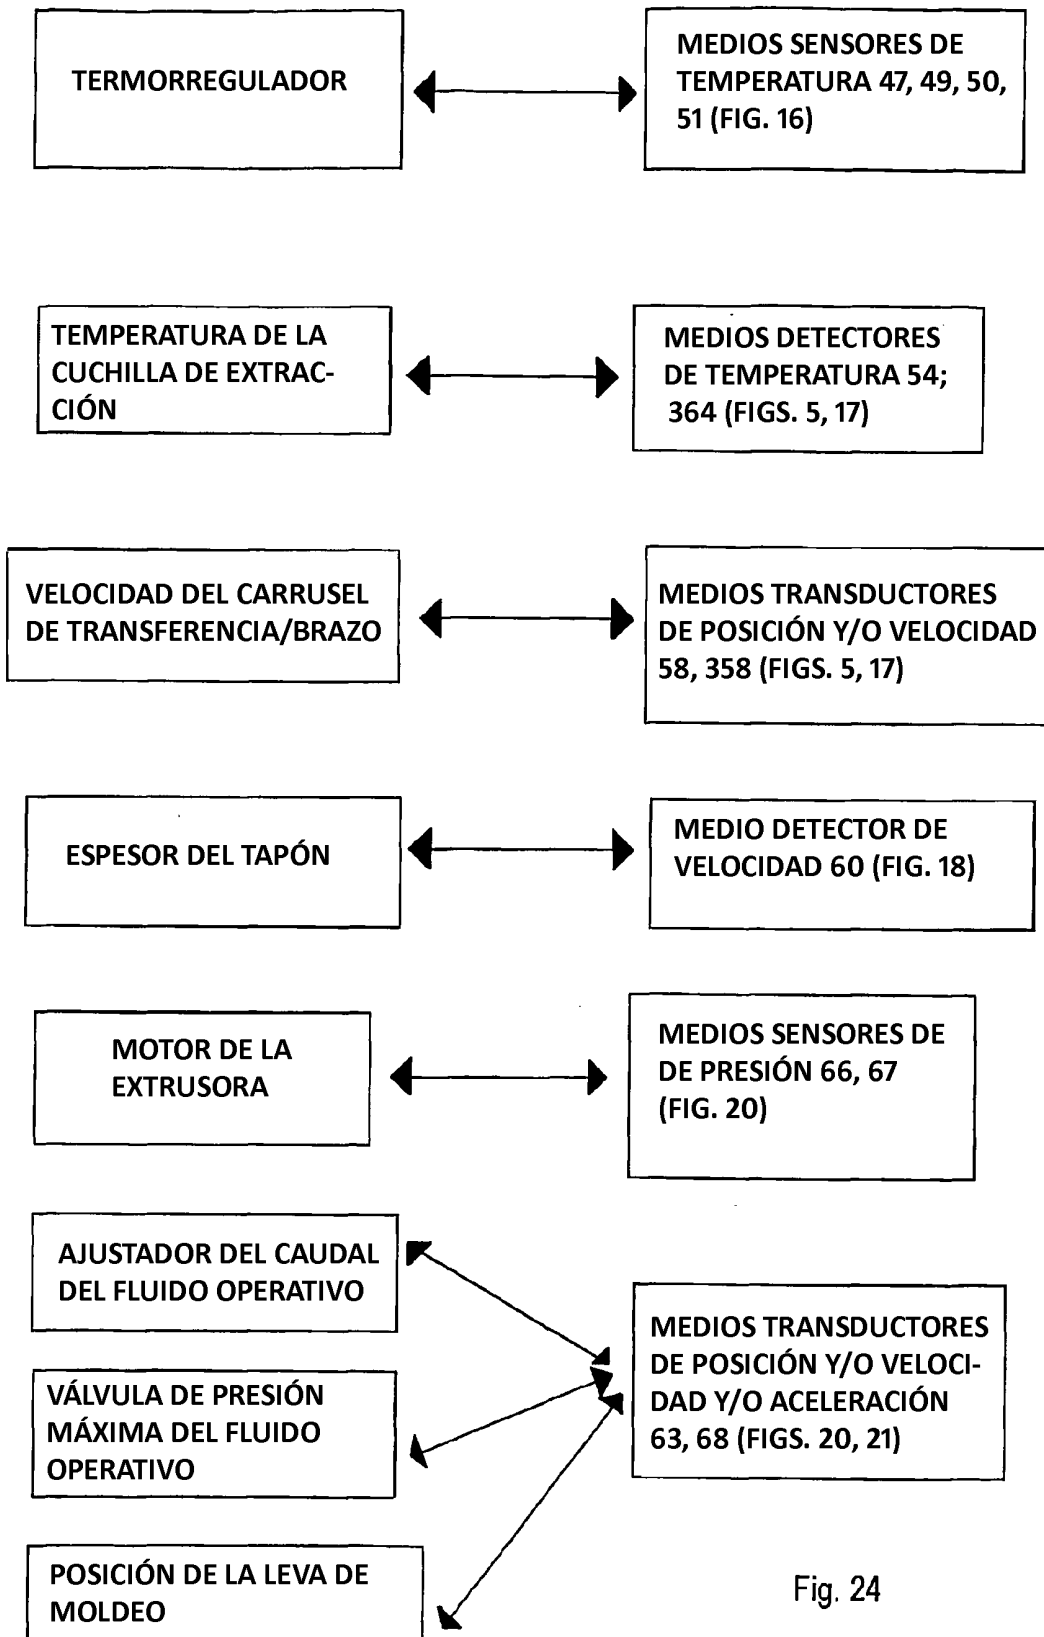 TERMORREGULADOR
MEDIOS SENSORES DE
TEMPERATURA 47, 49, 50,
51 (FIG. 16)
TEMPERATURA DE LA
CUCHILLA DE EXTRAC-
CIÓN
MEDIOS DETECTORES
DE TEMPERATURA 54;
364 (FIGS. 5, 17)
VELOCIDAD DEL CARRUSEL
DE TRANSFERENCIA/BRAZO
MEDIOS TRANSDUCTORES
DE POSICIÓN Y/O VELOCIDAD
58, 358 (FIGS. 5, 17)
ESPESOR DEL TAPÓN
MEDIO DETECTOR DE
VELOCIDAD 60 (FIG. 18)
MOTOR DE LA
EXTRUSORA
MEDIOS SENSORES DE
DE PRESIÓN 66, 67
(FIG. 20)
AJUSTADOR DEL CAUDAL
DEL FLUIDO OPERATIVO
VÁLVULA DE PRESIÓN
MÁXIMA DEL FLUIDO
OPERATIVO
POSICIÓN DE LA LEVA DE
MOLDEO
MEDIOS TRANSDUCTORES
DE POSICIÓN Y/O VELOCI-
DAD Y/O ACELERACIÓN
63, 68 (FIGS. 20, 21)
Fig. 24